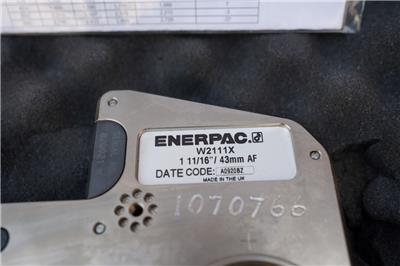 ENERPAC.
W2111X
1 11/16"/ 43mm AF
DATE CODE: A0920BZ
MADE IN THE UK
1070766